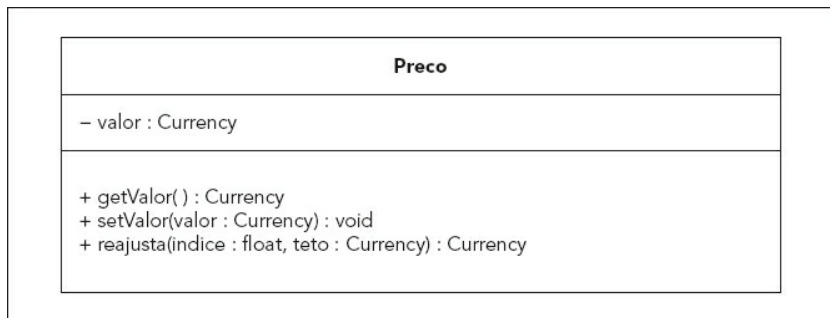 Preco
– valor : Currency
+ getValor( ) : Currency
+ setValor(valor : Currency) : void
+ reajusta(indice : float, teto : Currency) : Currency